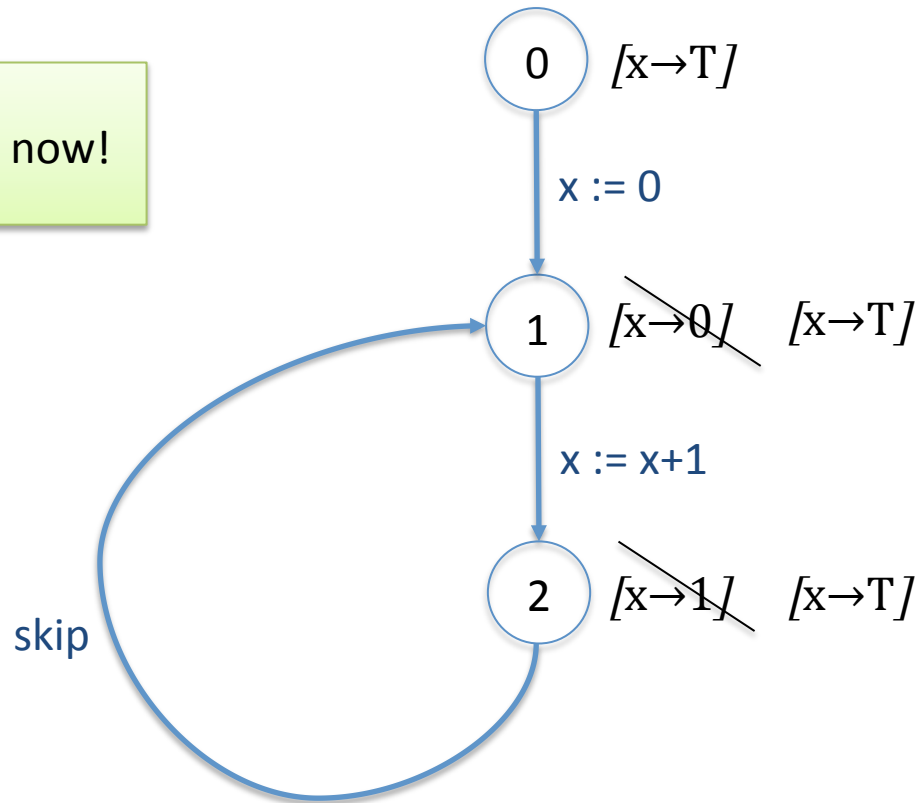 0 [x→T]
now!
x := 0
1 [x→0] [x→T]
x := x+1
2 [x→1] [x→T]
skip